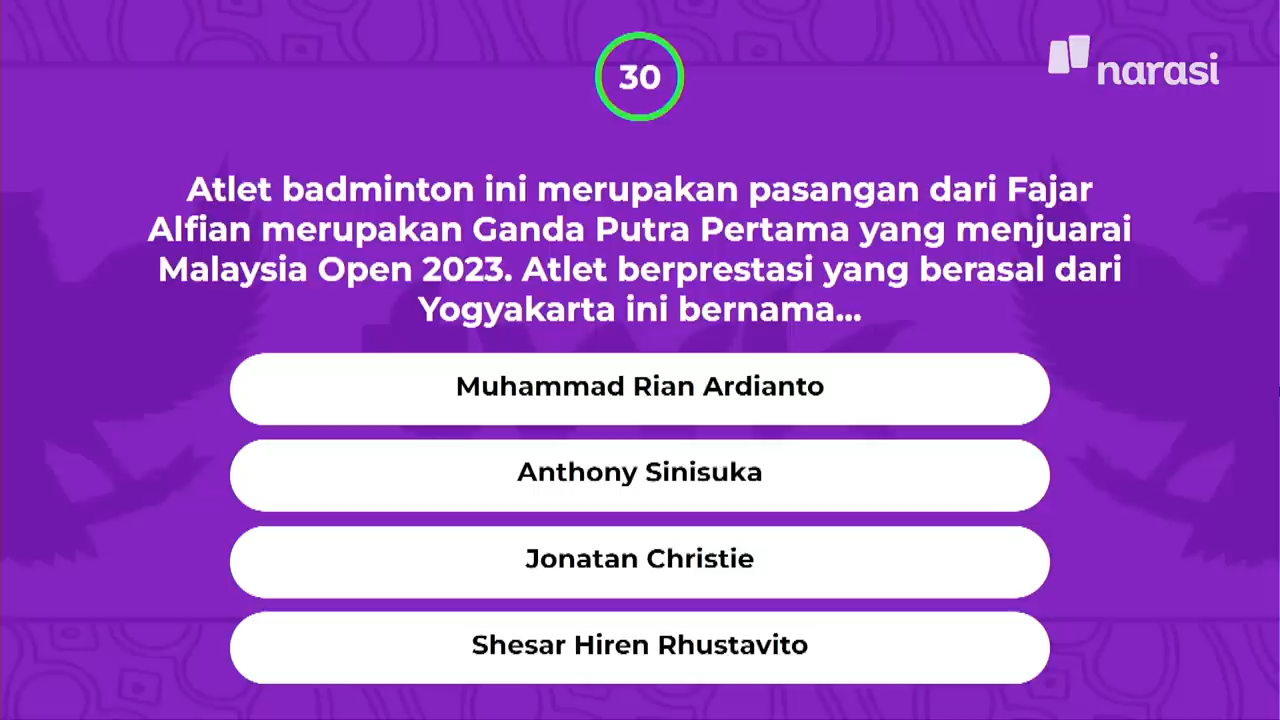 30
narasi
Atlet badminton ini merupakan pasangan dari Fajar
Alfian merupakan Ganda Putra Pertama yang menjuarai
Malaysia Open 2023. Atlet berprestasi yang berasal dari
Yogyakarta ini bernama...
Muhammad Rian Ardianto
Anthony Sinisuka
Jonatan Christie
Shesar Hiren Rhustavito